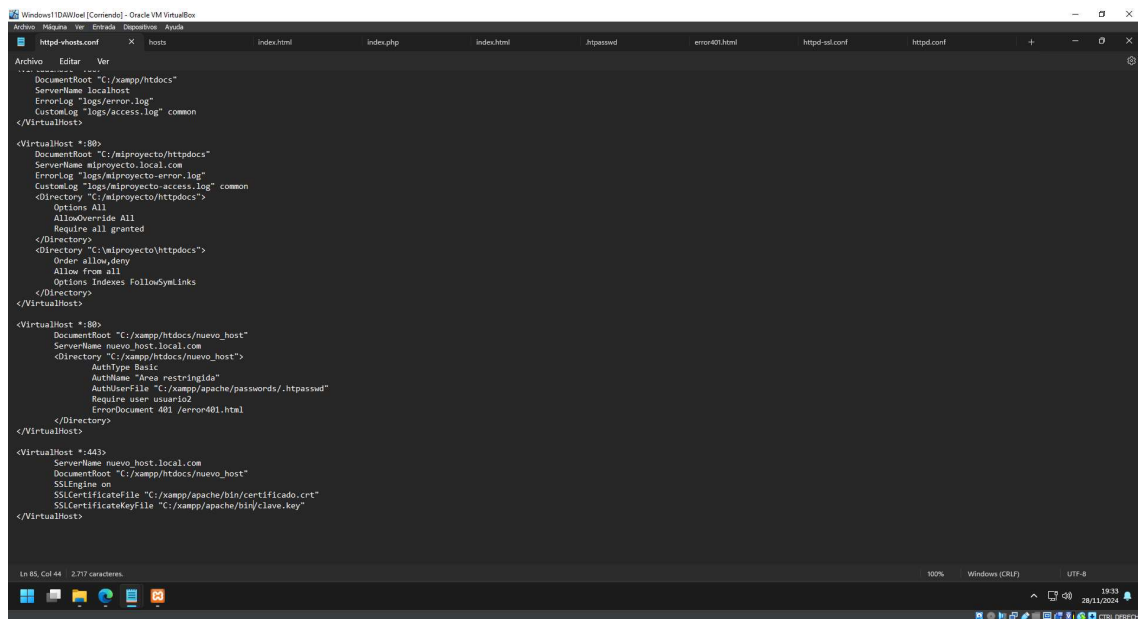 Windows11DAWJoel [Corriendo] - Oracle VM VirtualBox
Archivo Máquina Ver Entrada Dispositivos Ayuda
httpd-vhosts.conf hosts index.html index.php index.html .htpasswd error401.html httpd-ssl.conf httpd.conf
Archivo Editar Ver
DocumentRoot "C:/xampp/htdocs"
ServerName localhost
ErrorLog "logs/error.log"
CustomLog "logs/access.log" common
</VirtualHost>
<VirtualHost *:80>
DocumentRoot "C:/miproyecto/httpdocs"
ServerName miproyecto.local.com
ErrorLog "logs/miproyecto-error.log"
CustomLog "logs/miproyecto-access.log" common
<Directory "C:/miproyecto/httpdocs">
Options All
AllowOverride All
Require all granted
</Directory>
<Directory "C:\miproyecto\httpdocs">
Order allow,deny
Allow from all
Options Indexes FollowSymLinks
</Directory>
</VirtualHost>
<VirtualHost *:80>
DocumentRoot "C:/xampp/htdocs/nuevo_host"
ServerName nuevo_host.local.com
<Directory "C:/xampp/htdocs/nuevo_host">
AuthType Basic
AuthName "Area restringida"
AuthUserFile "C:/xampp/apache/passwords/.htpasswd"
Require user usuario2
ErrorDocument 401 /error401.html
</Directory>
</VirtualHost>
<VirtualHost *:443>
ServerName nuevo_host.local.com
DocumentRoot "C:/xampp/htdocs/nuevo_host"
SSLEngine on
SSLCertificateFile "C:/xampp/apache/bin/certificado.crt"
SSLCertificateKeyFile "C:/xampp/apache/bin/clave.key"
</VirtualHost>
Ln 85, Col 44 2.717 caracteres. 100% Windows (CRLF) UTF-8
19:33
28/11/2024
CTRL DERECH